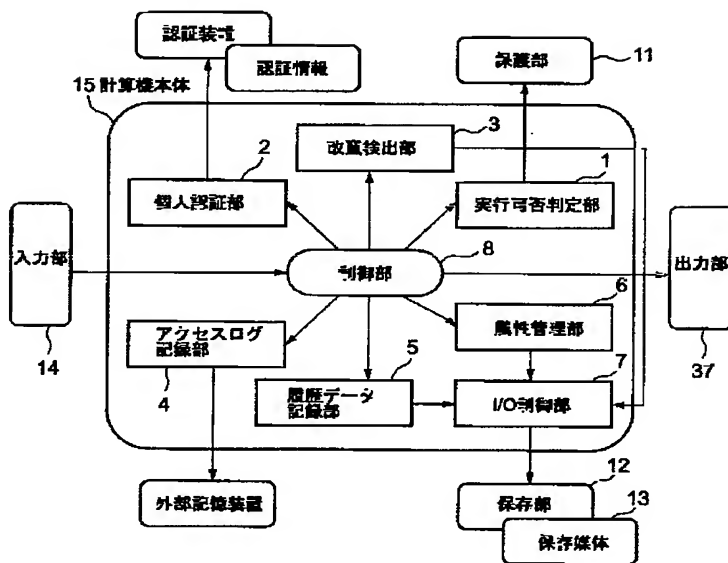 認証装置
認証情報
保護部
11
15 計算機本体
3
改竄検出部
2
1
個人認証部
実行可否判定部
入力部
14
制御部
8
出力部
37
6
アクセスログ
記録部
4
属性管理部
5
7
履歴データ
記録部
I/O制御部
12
外部記憶装置
保存部
13
保存媒体